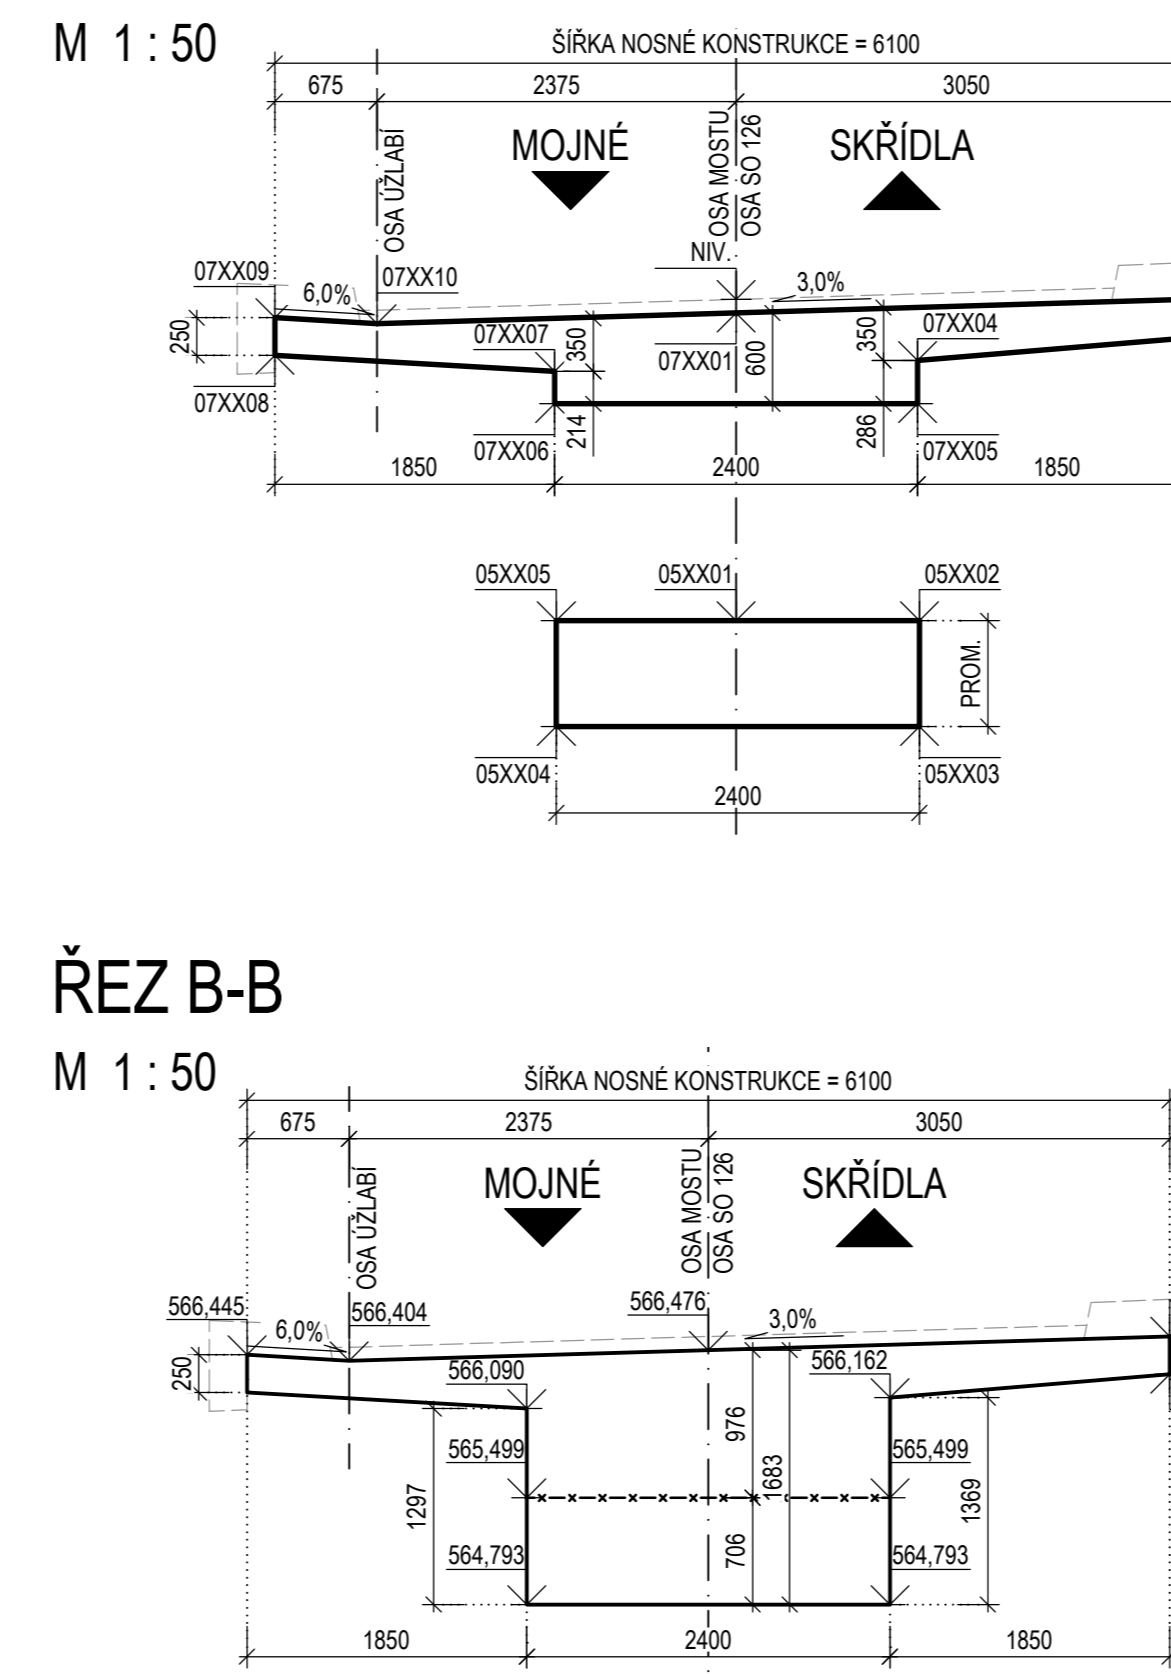 M 1 : 50
ŠÍŘKA NOSNÉ KONSTRUKCE = 6100
675
2375
3050
OSA ÚŽLABÍ
MOJNÉ
OSA MOSTU
OSA SO 126
SKŘÍDLA
NIV.
07XX09
6,0%
07XX10
3,0%
250
07XX07
350
07XX01
600
350
07XX04
07XX08
07XX06
214
286
07XX05
1850
2400
1850
05XX05
05XX01
05XX02
PROM.
05XX04
05XX03
2400
ŘEZ B-B
M 1 : 50
ŠÍŘKA NOSNÉ KONSTRUKCE = 6100
675
2375
3050
OSA ÚŽLABÍ
MOJNÉ
OSA MOSTU
OSA SO 126
SKŘÍDLA
566,445
6,0%
566,404
566,476
3,0%
250
566,090
566,162
976
565,499
565,499
1683
1297
1369
564,793
706
564,793
1850
2400
1850